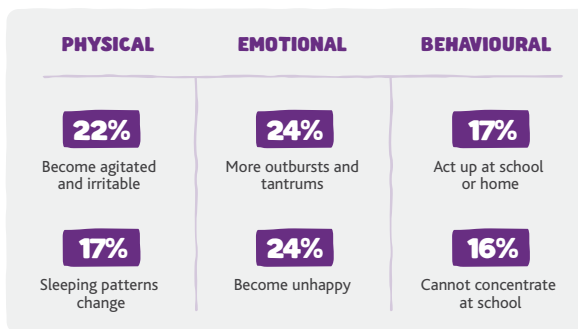 PHYSICAL
22%
Become agitated
and irritable
17%
Sleeping patterns
change
EMOTIONAL
24%
More outbursts and
tantrums
24%
Become unhappy
BEHAVIOURAL
17%
Act up at school
or home
16%
Cannot concentrate
at school